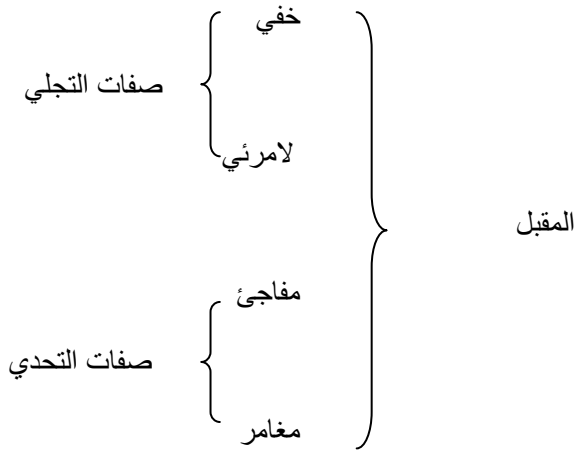 خفي
صفات التجلي
لامرئي
المقبل
مفاجئ
صفات التحدي
مغامر